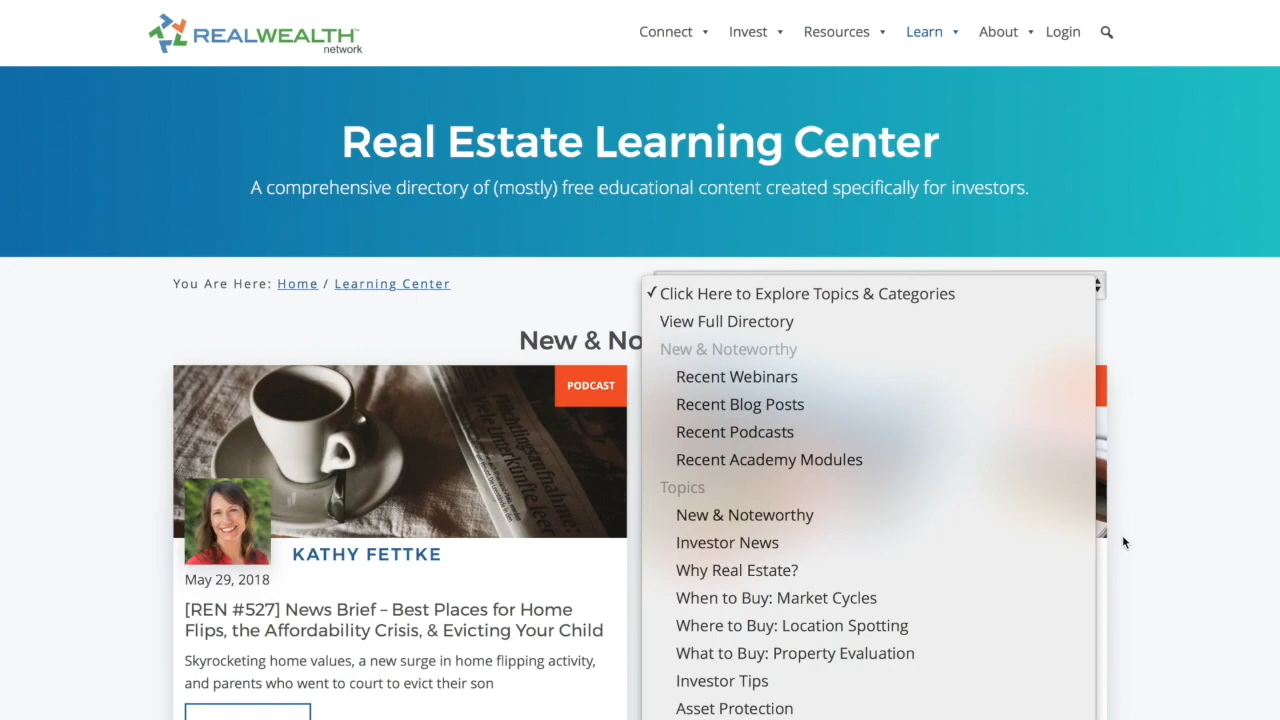 REALWEALTH
network
Connect
Invest
Resources
Learn
About
Login
Real Estate Learning Center
A comprehensive directory of (mostly) free educational content created specifically for investors.
You Are Here: Home / Learning Center
New & No
PODCAST
KATHY FETTKE
May 29, 2018
[REN #527] News Brief – Best Places for Home
Flips, the Affordability Crisis, & Evicting Your Child
Skyrocketing home values, a new surge in home flipping activity,
and parents who went to court to evict their son
✓ Click Here to Explore Topics & Categories
View Full Directory
New & Noteworthy
Recent Webinars
Recent Blog Posts
Recent Podcasts
Recent Academy Modules
Topics
New & Noteworthy
Investor News
Why Real Estate?
When to Buy: Market Cycles
Where to Buy: Location Spotting
What to Buy: Property Evaluation
Investor Tips
Asset Protection